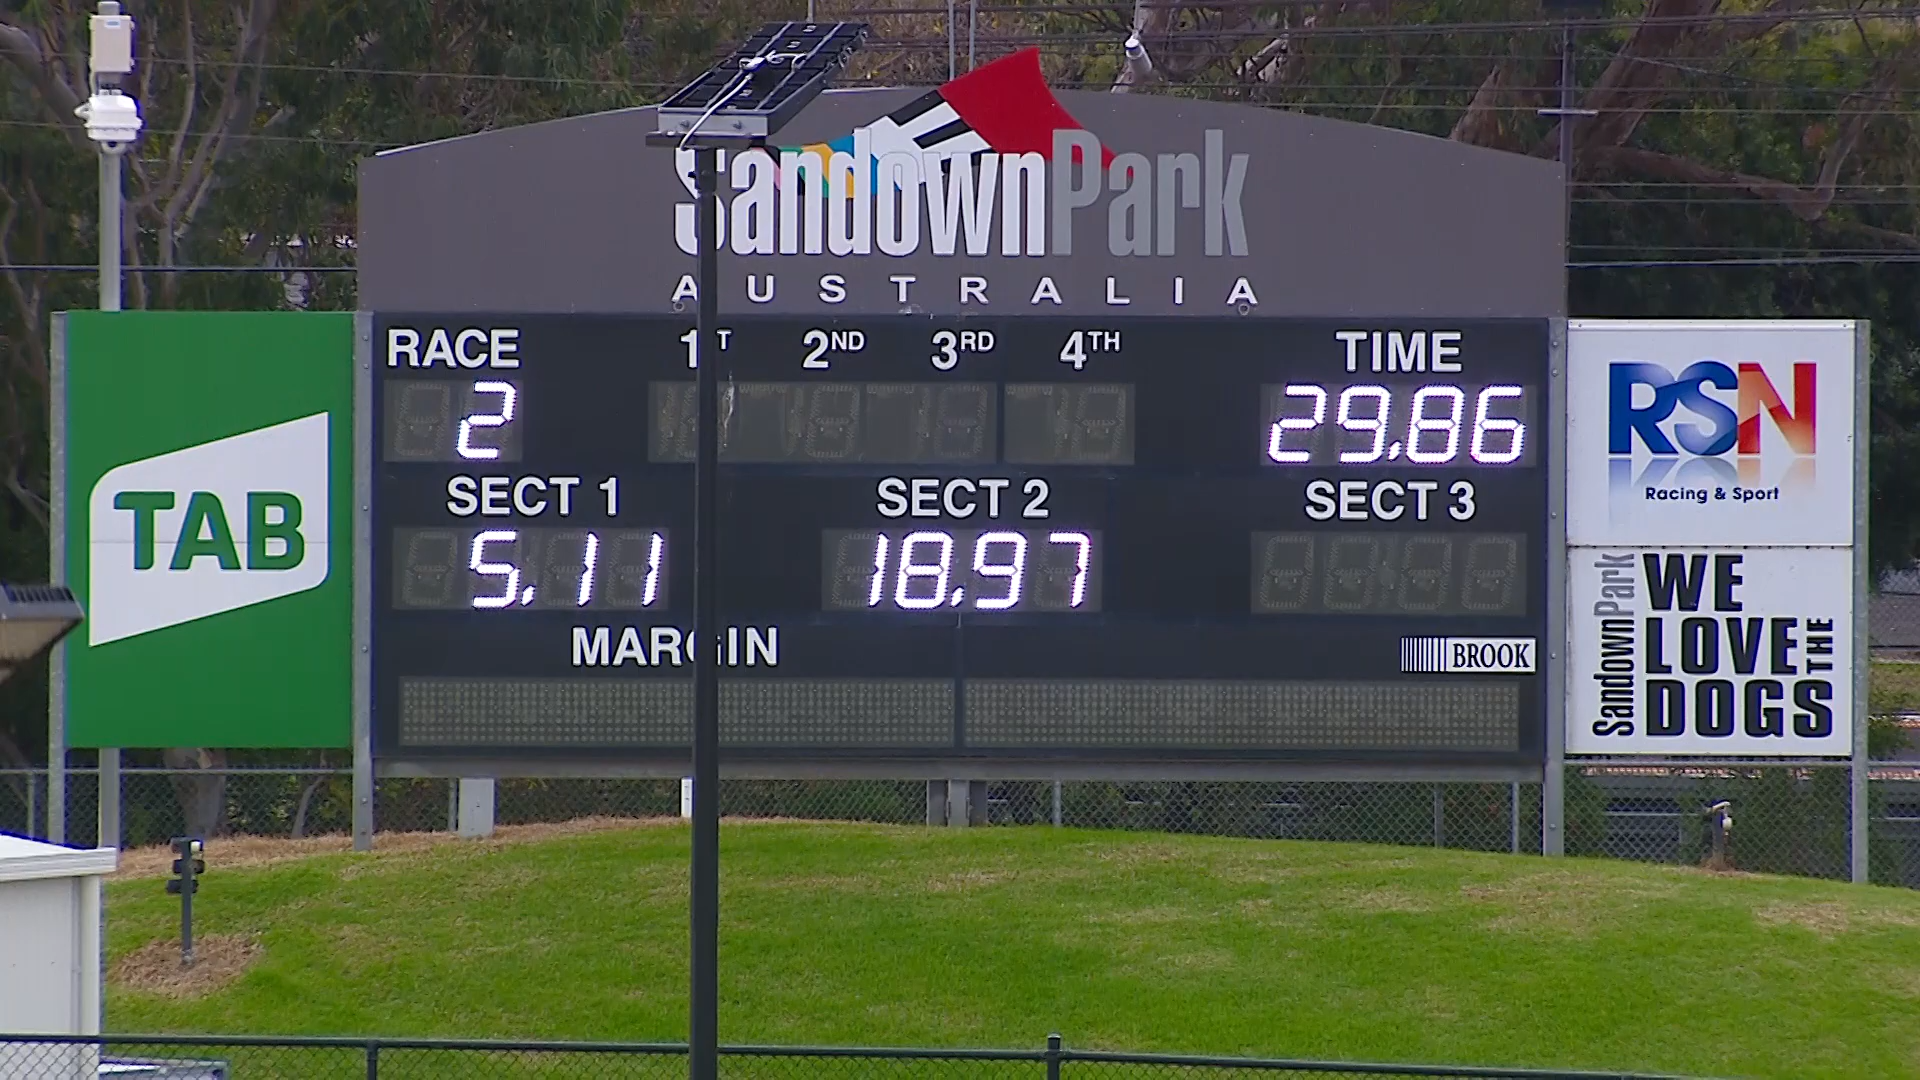 SandownPark
AUSTRALIA
RACE 1ST 2ND 3RD 4TH TIME
2 29.86
SECT 1 SECT 2 SECT 3
5.11 18.97
MARGIN
BROOK
TAB
RSN
Racing & Sport
SandownPark
WE
LOVE THE
DOGS